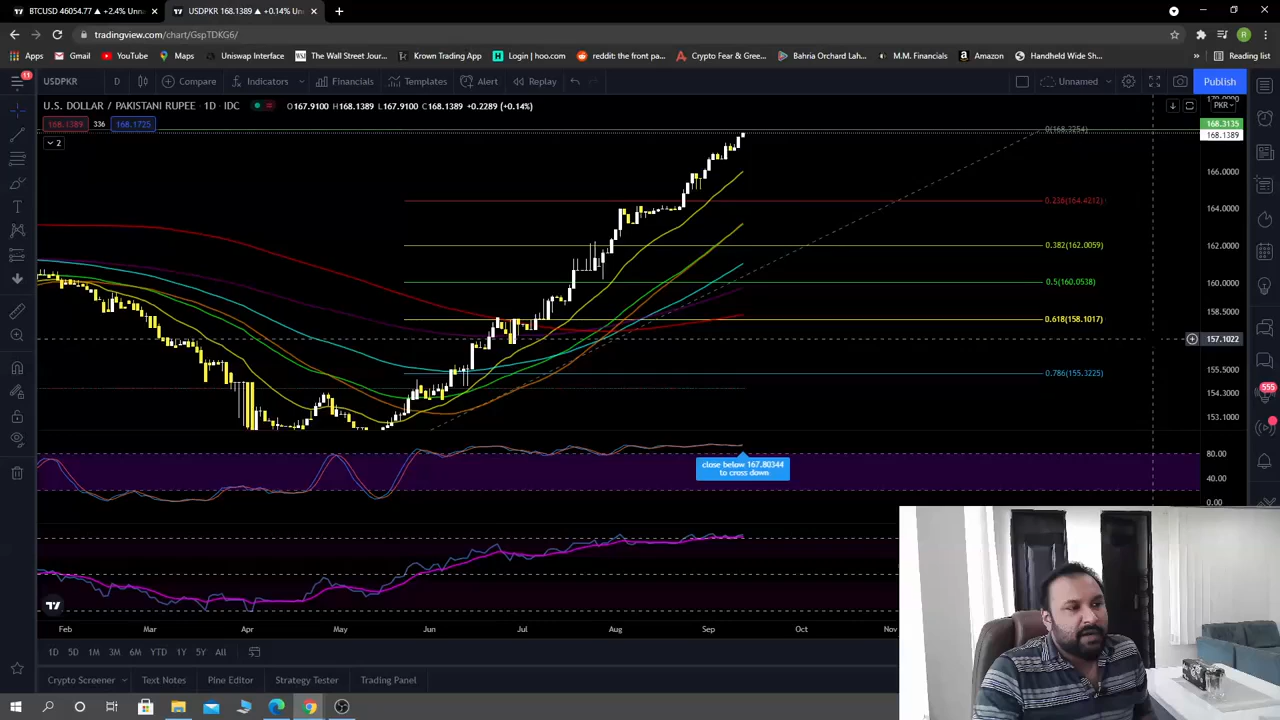 BTCUSD 46054.77 ▲ +2.4% Unna
USDPKR 168.1389 ▲ +0.14% Unna
tradingview.com/chart/GspTDKG6/
Apps Gmail YouTube Maps Uniswap Interface The Wall Street Jour... Krown Trading App Login | hoo.com reddit: the front pa... Crypto Fear & Gree... Bahria Orchard Lah... M.M. Financials Amazon Handheld Wide Sh... » Reading list
11 USDPKR D Compare Indicators Financials Templates Alert Replay Unnamed Publish
U.S. DOLLAR / PAKISTANI RUPEE · 1D · IDC O167.9100 H168.1389 L167.9100 C168.1389 +0.2289 (+0.14%)
PKR
168.1389 336 168.1725
2
168.3135
0(168.3254)
168.1389
166.0000
0.236(164.4212)
164.0000
0.382(162.0059)
162.0000
0.5(160.0538)
160.0000
158.5000
0.618(158.1017)
157.1022
0.786(155.3225)
155.5000
154.3000
555
153.1000
80.00
close below 167.80344
to cross down
40.00
0.00
Feb Mar Apr May Jun Jul Aug Sep Oct Nov
1D 5D 1M 3M 6M YTD 1Y 5Y All
Crypto Screener Text Notes Pine Editor Strategy Tester Trading Panel